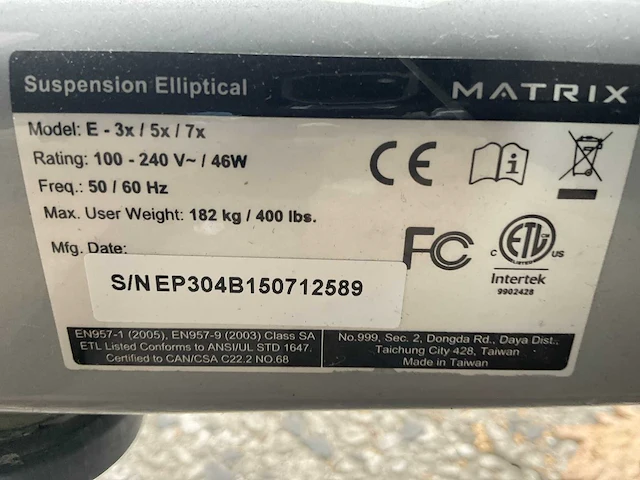 Suspension Elliptical
MATRIX
Model: E - 3x / 5x / 7x
Rating: 100 - 240 V~ / 46W
Freq.: 50 / 60 Hz
Max. User Weight: 182 kg / 400 lbs.
Mfg. Date:
S/N EP304B150712589
CE
i
FC
C ETL CM US
LISTED
Intertek
9902428
EN957-1 (2005), EN957-9 (2003) Class SA
ETL Listed Conforms to ANSI/UL STD 1647.
Certified to CAN/CSA C22.2 NO.68
No.999, Sec. 2, Dongda Rd., Daya Dist.,
Taichung City 428, Taiwan
Made in Taiwan